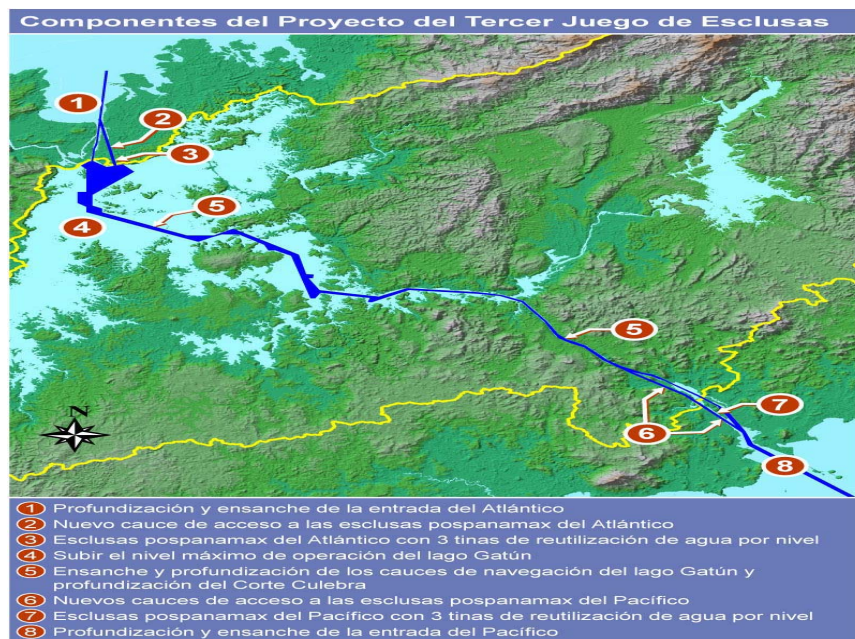 Componentes del Proyecto del Tercer Juego de Esclusas
1
2
3
5
4
5
7
6
8
N
1 Profundización y ensanche de la entrada del Atlántico
2 Nuevo cauce de acceso a las esclusas pospanamax del Atlántico
3 Esclusas pospanamax del Atlántico con 3 tinas de reutilización de agua por nivel
4 Subir el nivel máximo de operación del lago Gatún
5 Ensanche y profundización de los cauces de navegación del lago Gatún y
profundización del Corte Culebra
6 Nuevos cauces de acceso a las esclusas pospanamax del Pacífico
7 Esclusas pospanamax del Pacífico con 3 tinas de reutilización de agua por nivel
8 Profundización y ensanche de la entrada del Pacífico